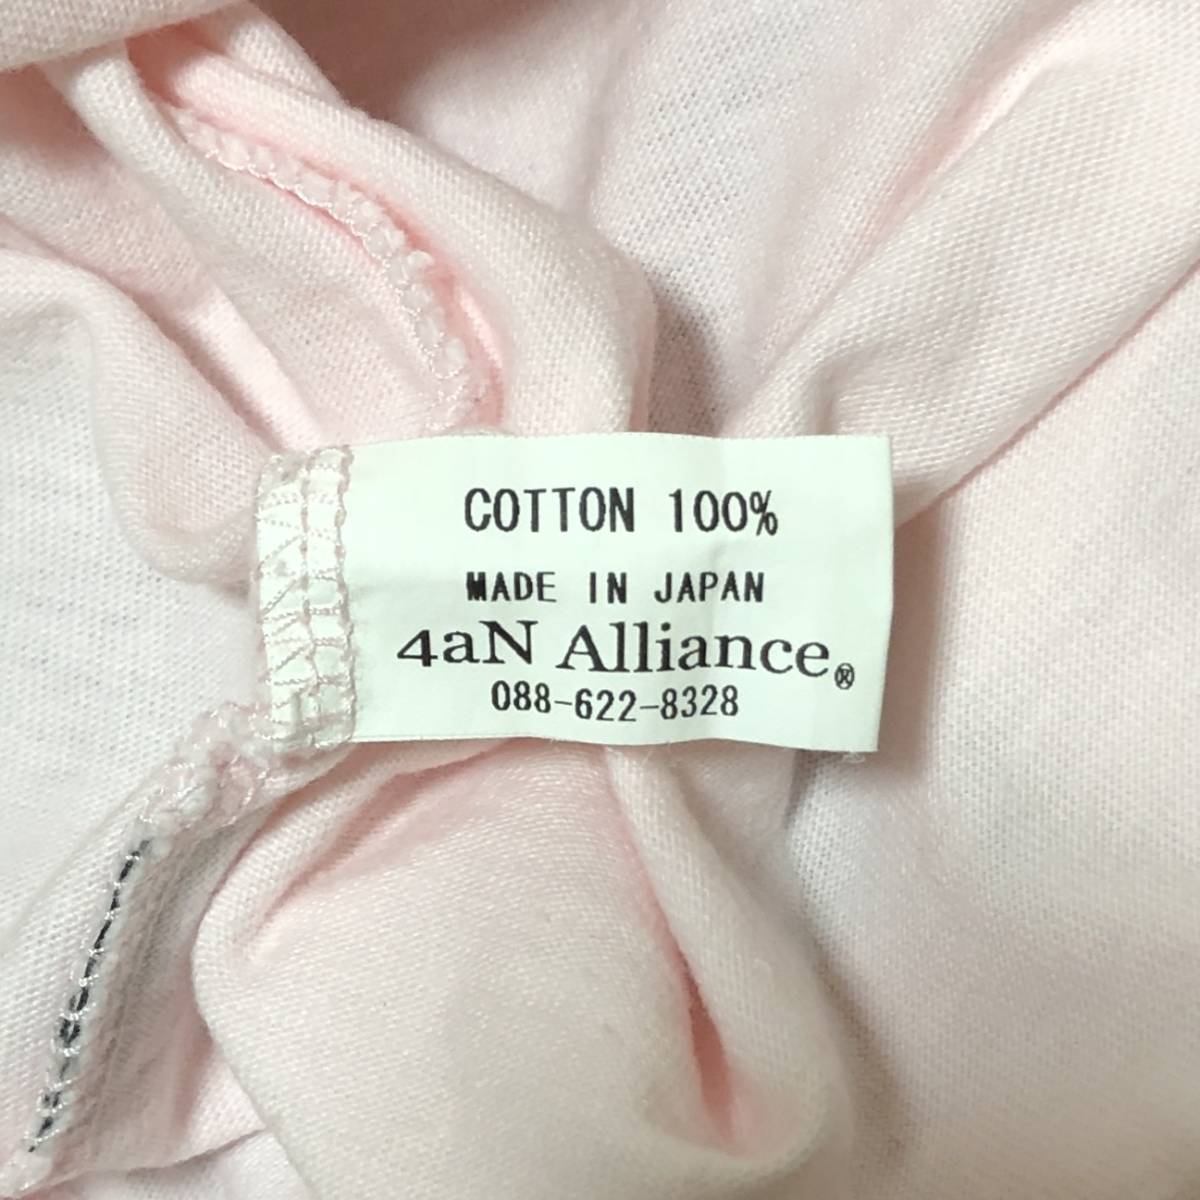 COTTON 100%
MADE IN JAPAN
4aN Alliance®
088-622-8328